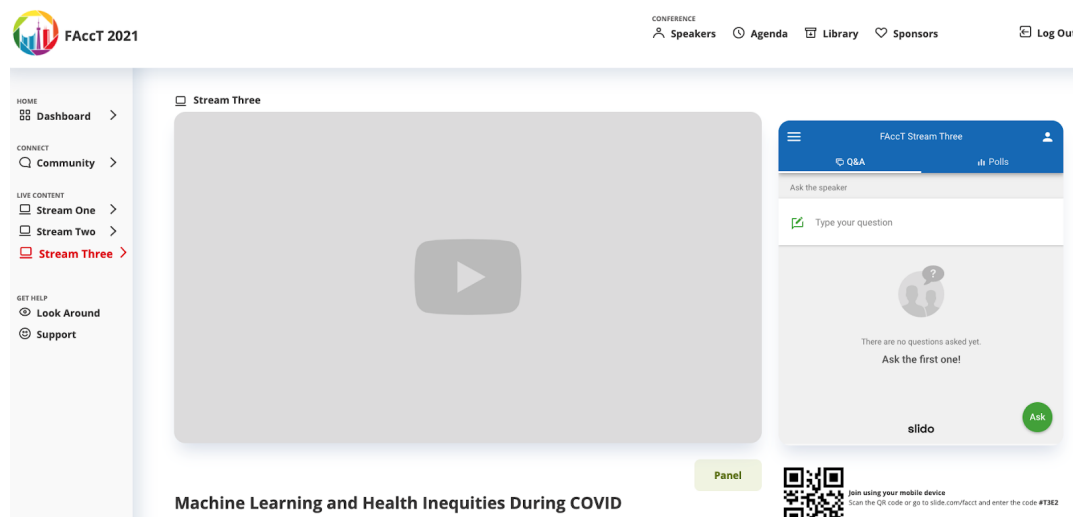 FAccT 2021
CONFERENCE
Speakers
Agenda
Library
Sponsors
Log Out
HOME
Dashboard
CONNECT
Community
LIVE CONTENT
Stream One
Stream Two
Stream Three
GET HELP
Look Around
Support
Stream Three
FAccT Stream Three
Q&A
Polls
Ask the speaker
Type your question
There are no questions asked yet.
Ask the first one!
Ask
slido
Panel
Machine Learning and Health Inequities During COVID
Join using your mobile device
Scan the QR code or go to slide.com/facct and enter the code #T3E2